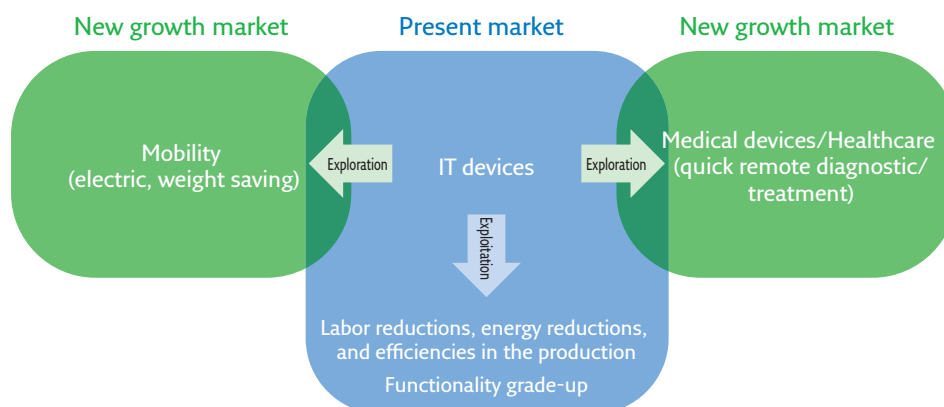 New growth market
Present market
New growth market
Mobility
(electric, weight saving)
Exploration
IT devices
Exploration
Medical devices/Healthcare
(quick remote diagnostic/
treatment)
Exploitation
Labor reductions, energy reductions,
and efficiencies in the production
Functionality grade-up